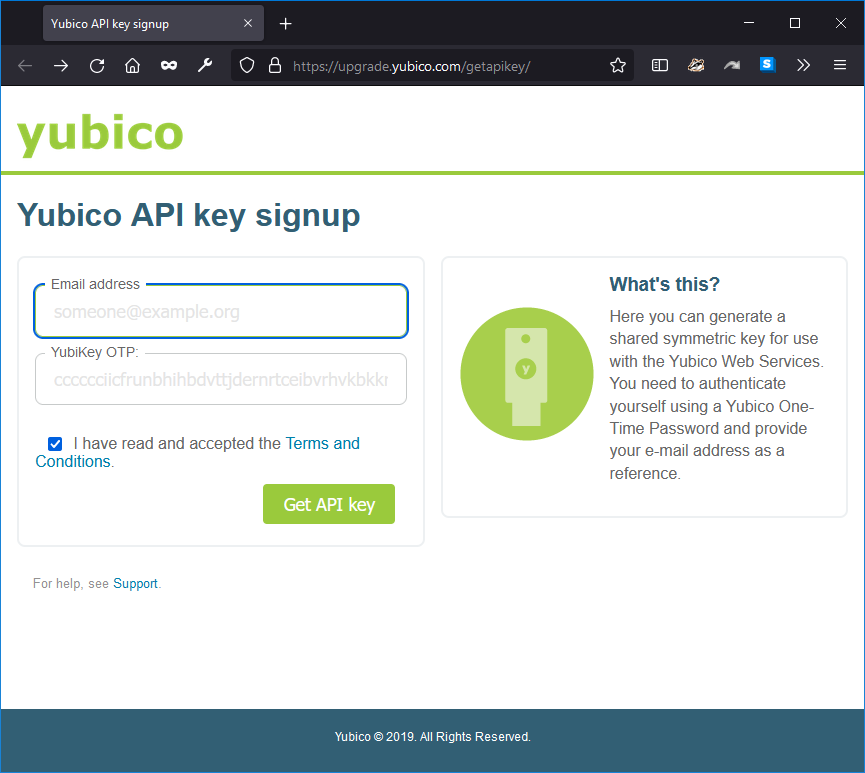 Yubico API key signup
https://upgrade.yubico.com/getapikey/
S
yubico
Yubico API key signup
Email address
someone@example.org
YubiKey OTP:
I have read and accepted the Terms and
Conditions.
Get API key
For help, see Support.
y
What's this?
Here you can generate a
shared symmetric key for use
with the Yubico Web Services.
You need to authenticate
yourself using a Yubico One-
Time Password and provide
your e-mail address as a
reference.
Yubico © 2019. All Rights Reserved.